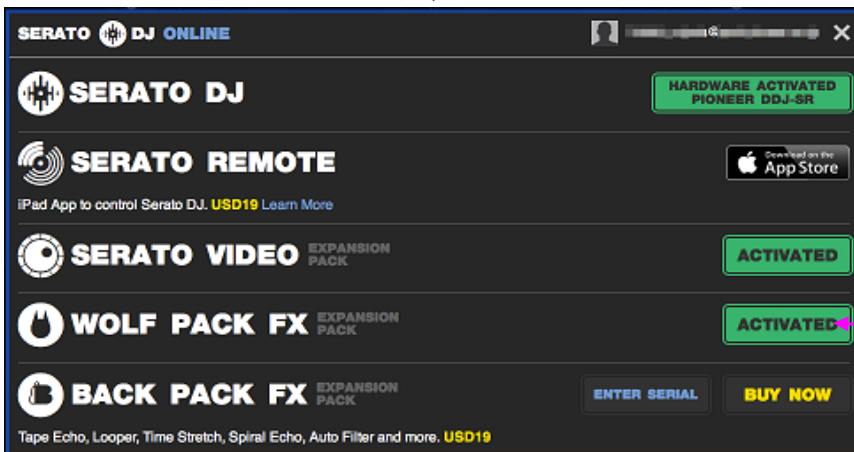 SERATO DJ ONLINE
SERATO DJ
HARDWARE ACTIVATED
PIONEER DDJ-SR
SERATO REMOTE
Download on the
App Store
iPad App to control Serato DJ. USD19 Learn More
SERATO VIDEO EXPANSION PACK
ACTIVATED
WOLF PACK FX EXPANSION PACK
ACTIVATED
BACK PACK FX EXPANSION PACK
ENTER SERIAL
BUY NOW
Tape Echo, Looper, Time Stretch, Spiral Echo, Auto Filter and more. USD19